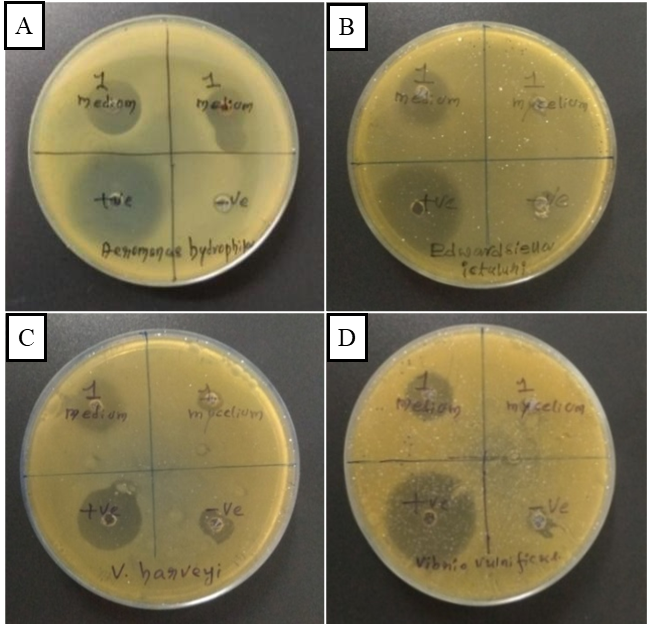 A
1
medium
1
medium
+ve
-ve
Aeromonas hydrophila
B
1
medium
1
mycelium
+ve
-ve
Edwardsiella
ictaluri
C
1
medium
1
mycelium
+ve
-ve
V. harveyi
D
1
medium
1
mycelium
+ve
-ve
Vibrio vulnificus